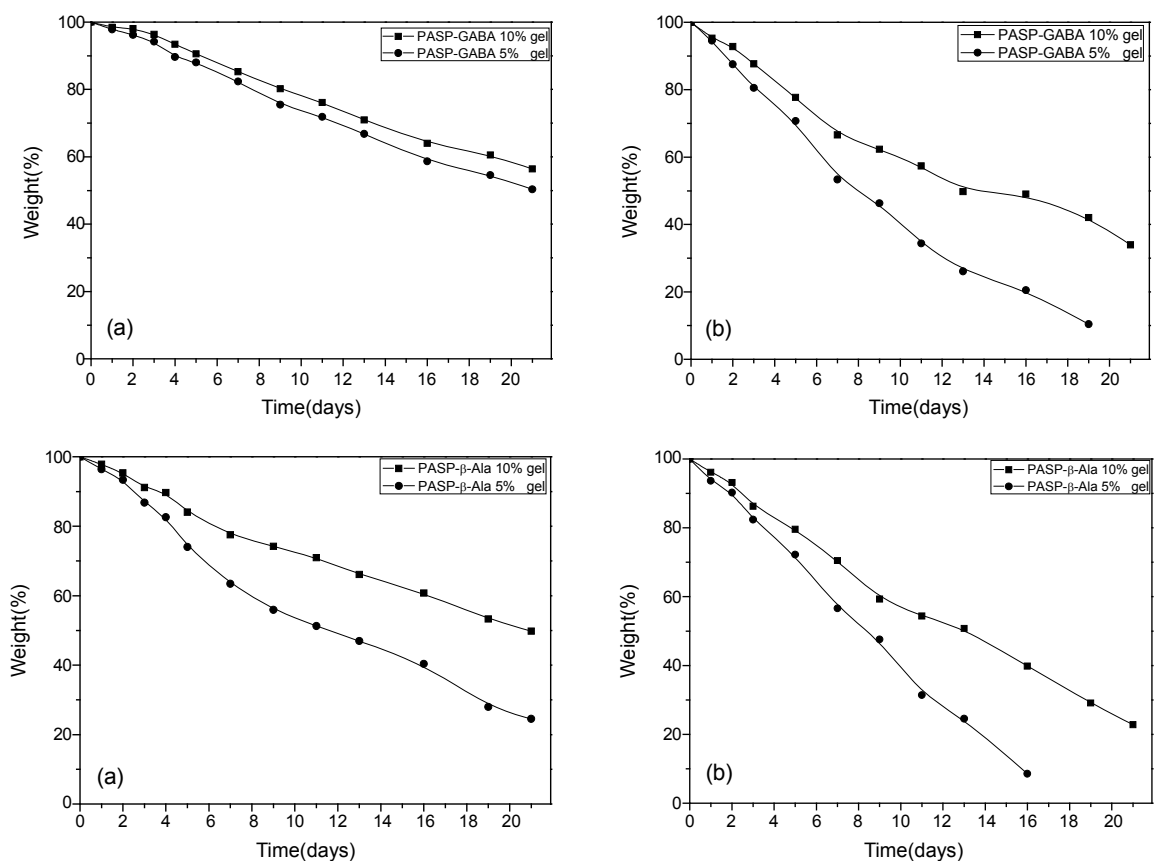 100
80
60
40
20
0
Weight(%)
PASP-GABA 10% gel
PASP-GABA 5% gel
(a)
0 2 4 6 8 10 12 14 16 18 20
Time(days)
100
80
60
40
20
0
Weight(%)
PASP-GABA 10% gel
PASP-GABA 5% gel
(b)
0 2 4 6 8 10 12 14 16 18 20
Time(days)
100
80
60
40
20
0
Weight(%)
PASP-β-Ala 10% gel
PASP-β-Ala 5% gel
(a)
0 2 4 6 8 10 12 14 16 18 20
Time(days)
100
80
60
40
20
0
Weight(%)
PASP-β-Ala 10% gel
PASP-β-Ala 5% gel
(b)
0 2 4 6 8 10 12 14 16 18 20
Time(days)